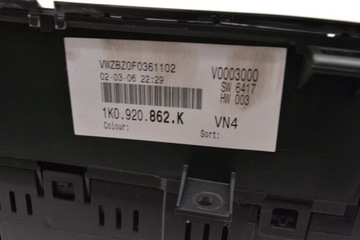 VWZBZ0F0361102 V0003000
02-03-06 22:29 SW 6417
HW 003
1K0.920.862.K VN4
Colour: Sort: